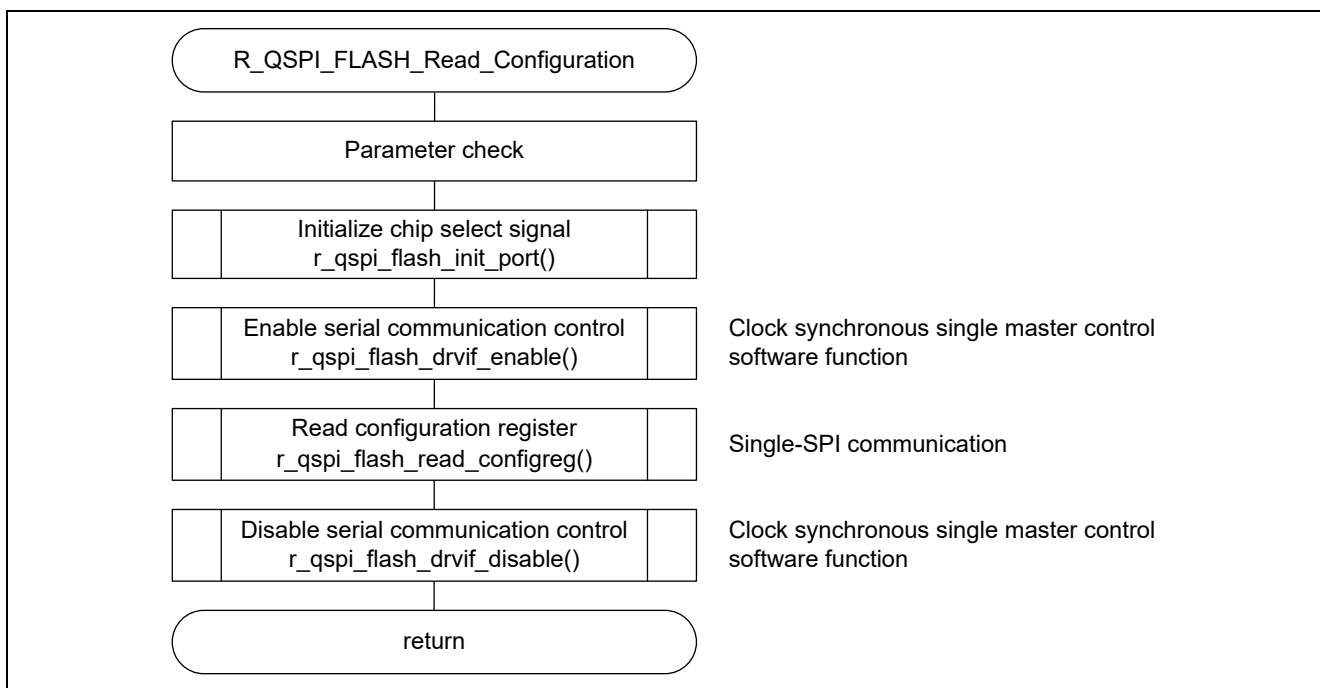 R_QSPI_FLASH_Read_Configuration
Parameter check
Initialize chip select signal
r_qspi_flash_init_port()
Enable serial communication control
r_qspi_flash_drvif_enable()
Clock synchronous single master control
software function
Read configuration register
r_qspi_flash_read_configreg()
Single-SPI communication
Disable serial communication control
r_qspi_flash_drvif_disable()
Clock synchronous single master control
software function
return